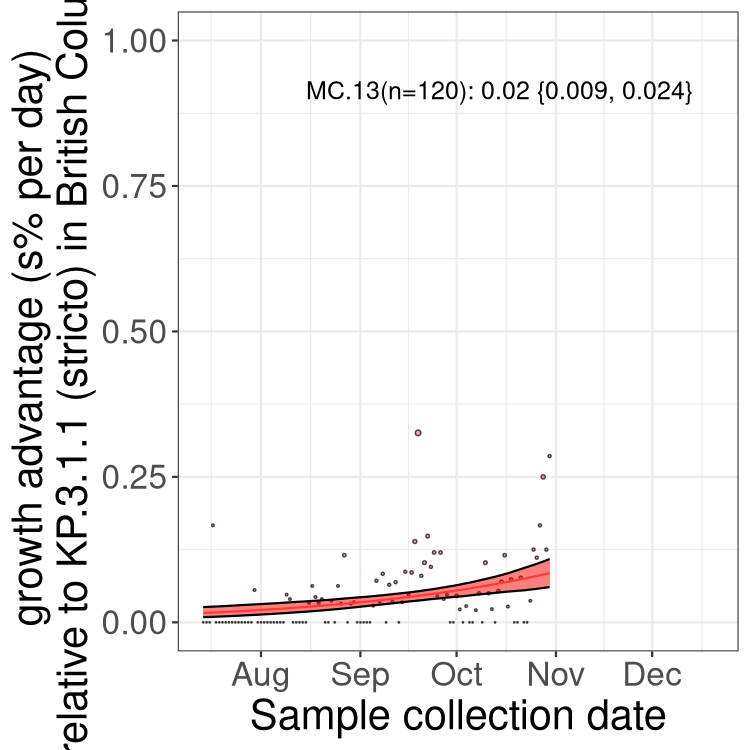 growth advantage (s% per day)
relative to KP.3.1.1 (stricto) in British
1.00
0.75
0.50
0.25
0.00
MC.13(n=120): 0.02 {0.009, 0.024}
Aug Sep Oct Nov Dec
Sample collection date